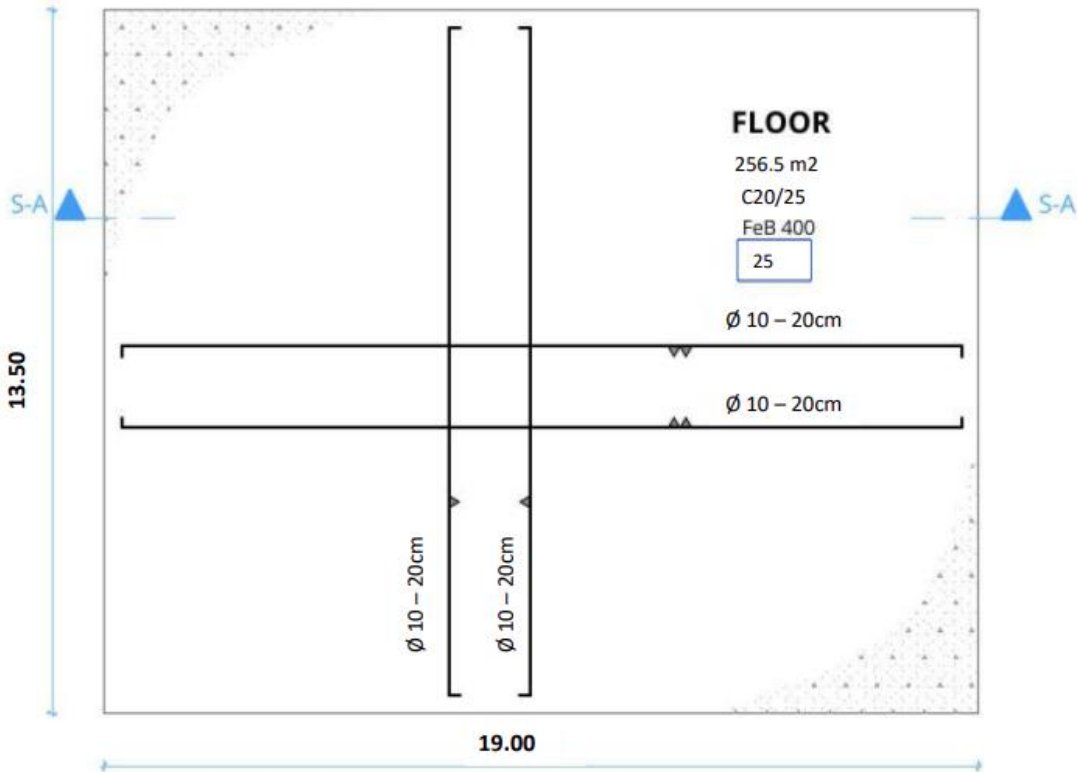 FLOOR
256.5 m2
C20/25
FeB 400
25
S-A
S-A
Ø 10 – 20cm
Ø 10 – 20cm
13.50
Ø 10 – 20cm
Ø 10 – 20cm
19.00